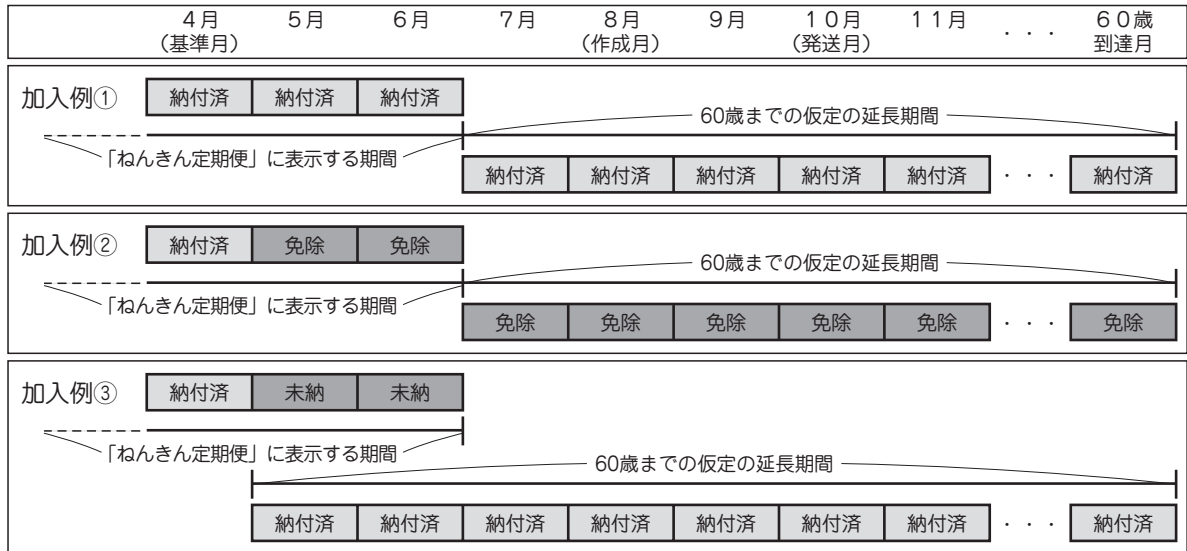 ４月 ５月 ６月 ７月 ８月 ９月 １０月 １１月 ・・・ ６０歳
（基準月） （作成月） （発送月） 到達月
加入例① 納付済 納付済 納付済
60歳までの仮定の延長期間
「ねんきん定期便」に表示する期間
納付済 納付済 納付済 納付済 納付済 ・・・ 納付済
加入例② 納付済 免除 免除
60歳までの仮定の延長期間
「ねんきん定期便」に表示する期間
免除 免除 免除 免除 免除 ・・・ 免除
加入例③ 納付済 未納 未納
「ねんきん定期便」に表示する期間
60歳までの仮定の延長期間
納付済 納付済 納付済 納付済 納付済 納付済 納付済 ・・・ 納付済